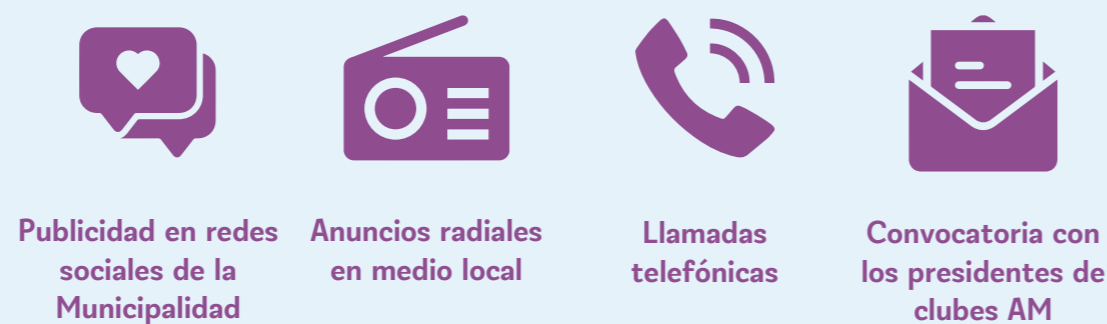 Publicidad en redes
sociales de la
Municipalidad
Anuncios radiales
en medio local
Llamadas
telefónicas
Convocatoria con
los presidentes de
clubes AM